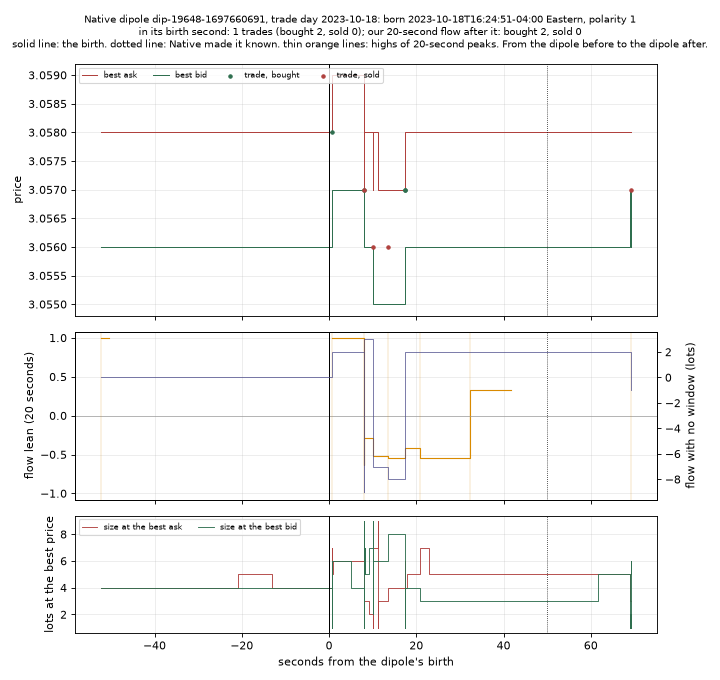 Native dipole dip-19648-1697660691, trade day 2023-10-18: born 2023-10-18T16:24:51-04:00 Eastern, polarity 1
in its birth second: 1 trades (bought 2, sold 0); our 20-second flow after it: bought 2, sold 0
solid line: the birth. dotted line: Native made it known. thin orange lines: highs of 20-second peaks. From the dipole before to the dipole after.
best ask
best bid
trade, bought
trade, sold
3.0590
3.0585
3.0580
3.0575
3.0570
3.0565
3.0560
3.0555
3.0550
price
1.0
0.5
0.0
−0.5
−1.0
flow lean (20 seconds)
2
0
−2
−4
−6
−8
flow with no window (lots)
size at the best ask
size at the best bid
8
6
4
2
lots at the best price
−40
−20
0
20
40
60
seconds from the dipole's birth